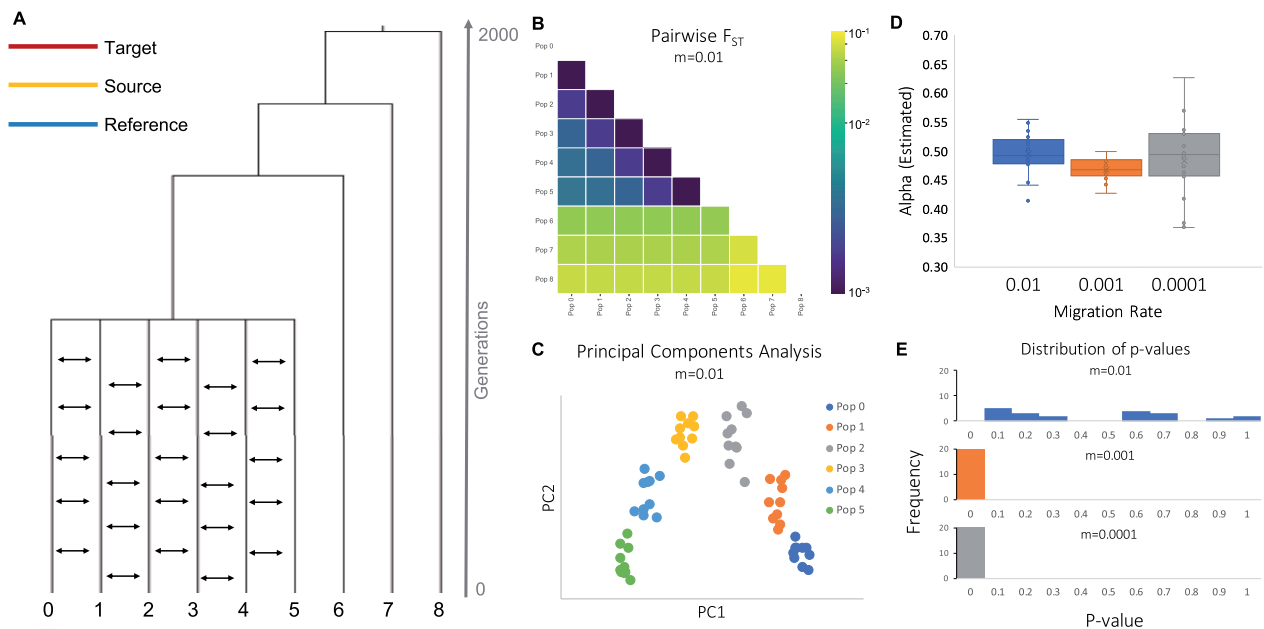 A
Target
Source
Reference
2000
Generations
0
0 1 2 3 4 5 6 7 8
B
Pairwise FST
m=0.01
Pop 0
Pop 1
Pop 2
Pop 3
Pop 4
Pop 5
Pop 6
Pop 7
Pop 8
Pop 0 Pop 1 Pop 2 Pop 3 Pop 4 Pop 5 Pop 6 Pop 7 Pop 8
10-1
10-2
10-3
C
Principal Components Analysis
m=0.01
PC2
PC1
Pop 0
Pop 1
Pop 2
Pop 3
Pop 4
Pop 5
D
Alpha (Estimated)
0.70
0.65
0.60
0.55
0.50
0.45
0.40
0.35
0.30
0.01 0.001 0.0001
Migration Rate
E
Distribution of p-values
m=0.01
20
10
0
0 0.1 0.2 0.3 0.4 0.5 0.6 0.7 0.8 0.9 1
m=0.001
20
10
0
0 0.1 0.2 0.3 0.4 0.5 0.6 0.7 0.8 0.9 1
m=0.0001
20
10
0
0 0.1 0.2 0.3 0.4 0.5 0.6 0.7 0.8 0.9 1
Frequency
P-value